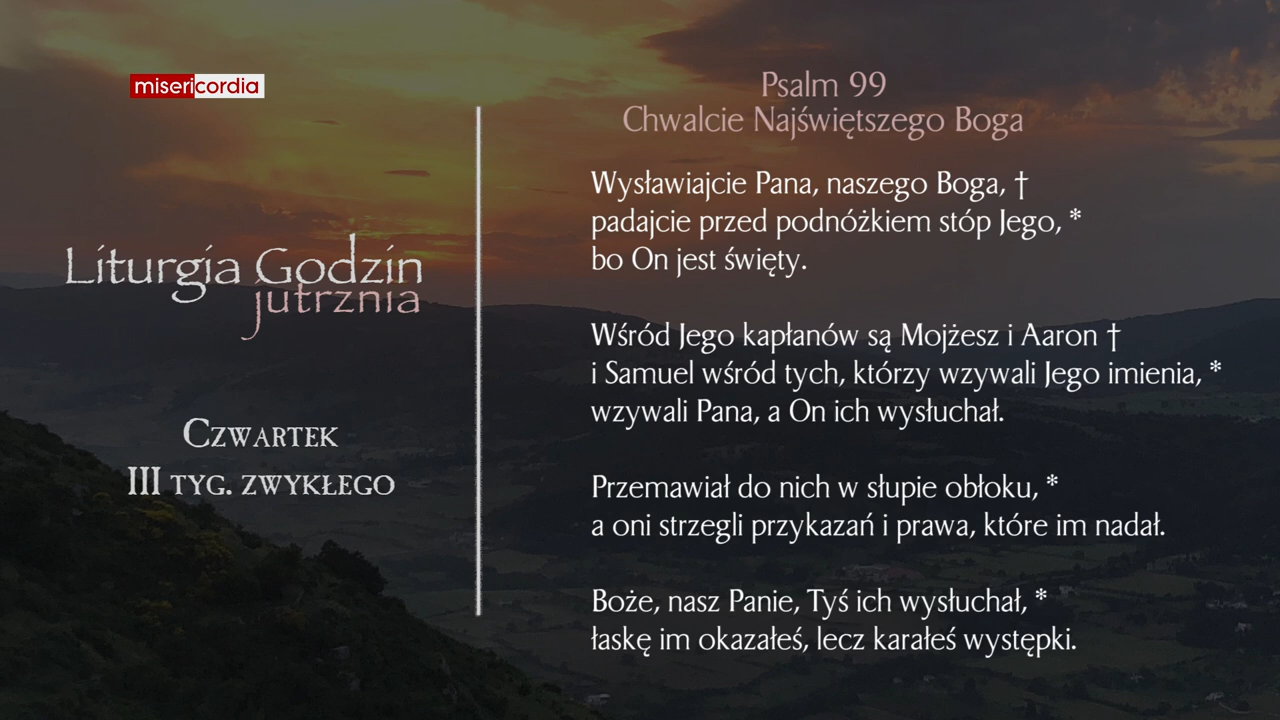 misericordia
Liturgia Godzin
jutrznia
Czwartek
III tyg. zwykłego
Psalm 99
Chwalcie Najświętszego Boga
Wysławiajcie Pana, naszego Boga, †
padajcie przed podnóżkiem stóp Jego, *
bo On jest święty.
Wśród Jego kapłanów są Mojżesz i Aaron †
i Samuel wśród tych, którzy wzywali Jego imienia, *
wzywali Pana, a On ich wysłuchał.
Przemawiał do nich w słupie obłoku, *
a oni strzegli przykazań i prawa, które im nadał.
Boże, nasz Panie, Tyś ich wysłuchał, *
łaskę im okazałeś, lecz karałeś występki.